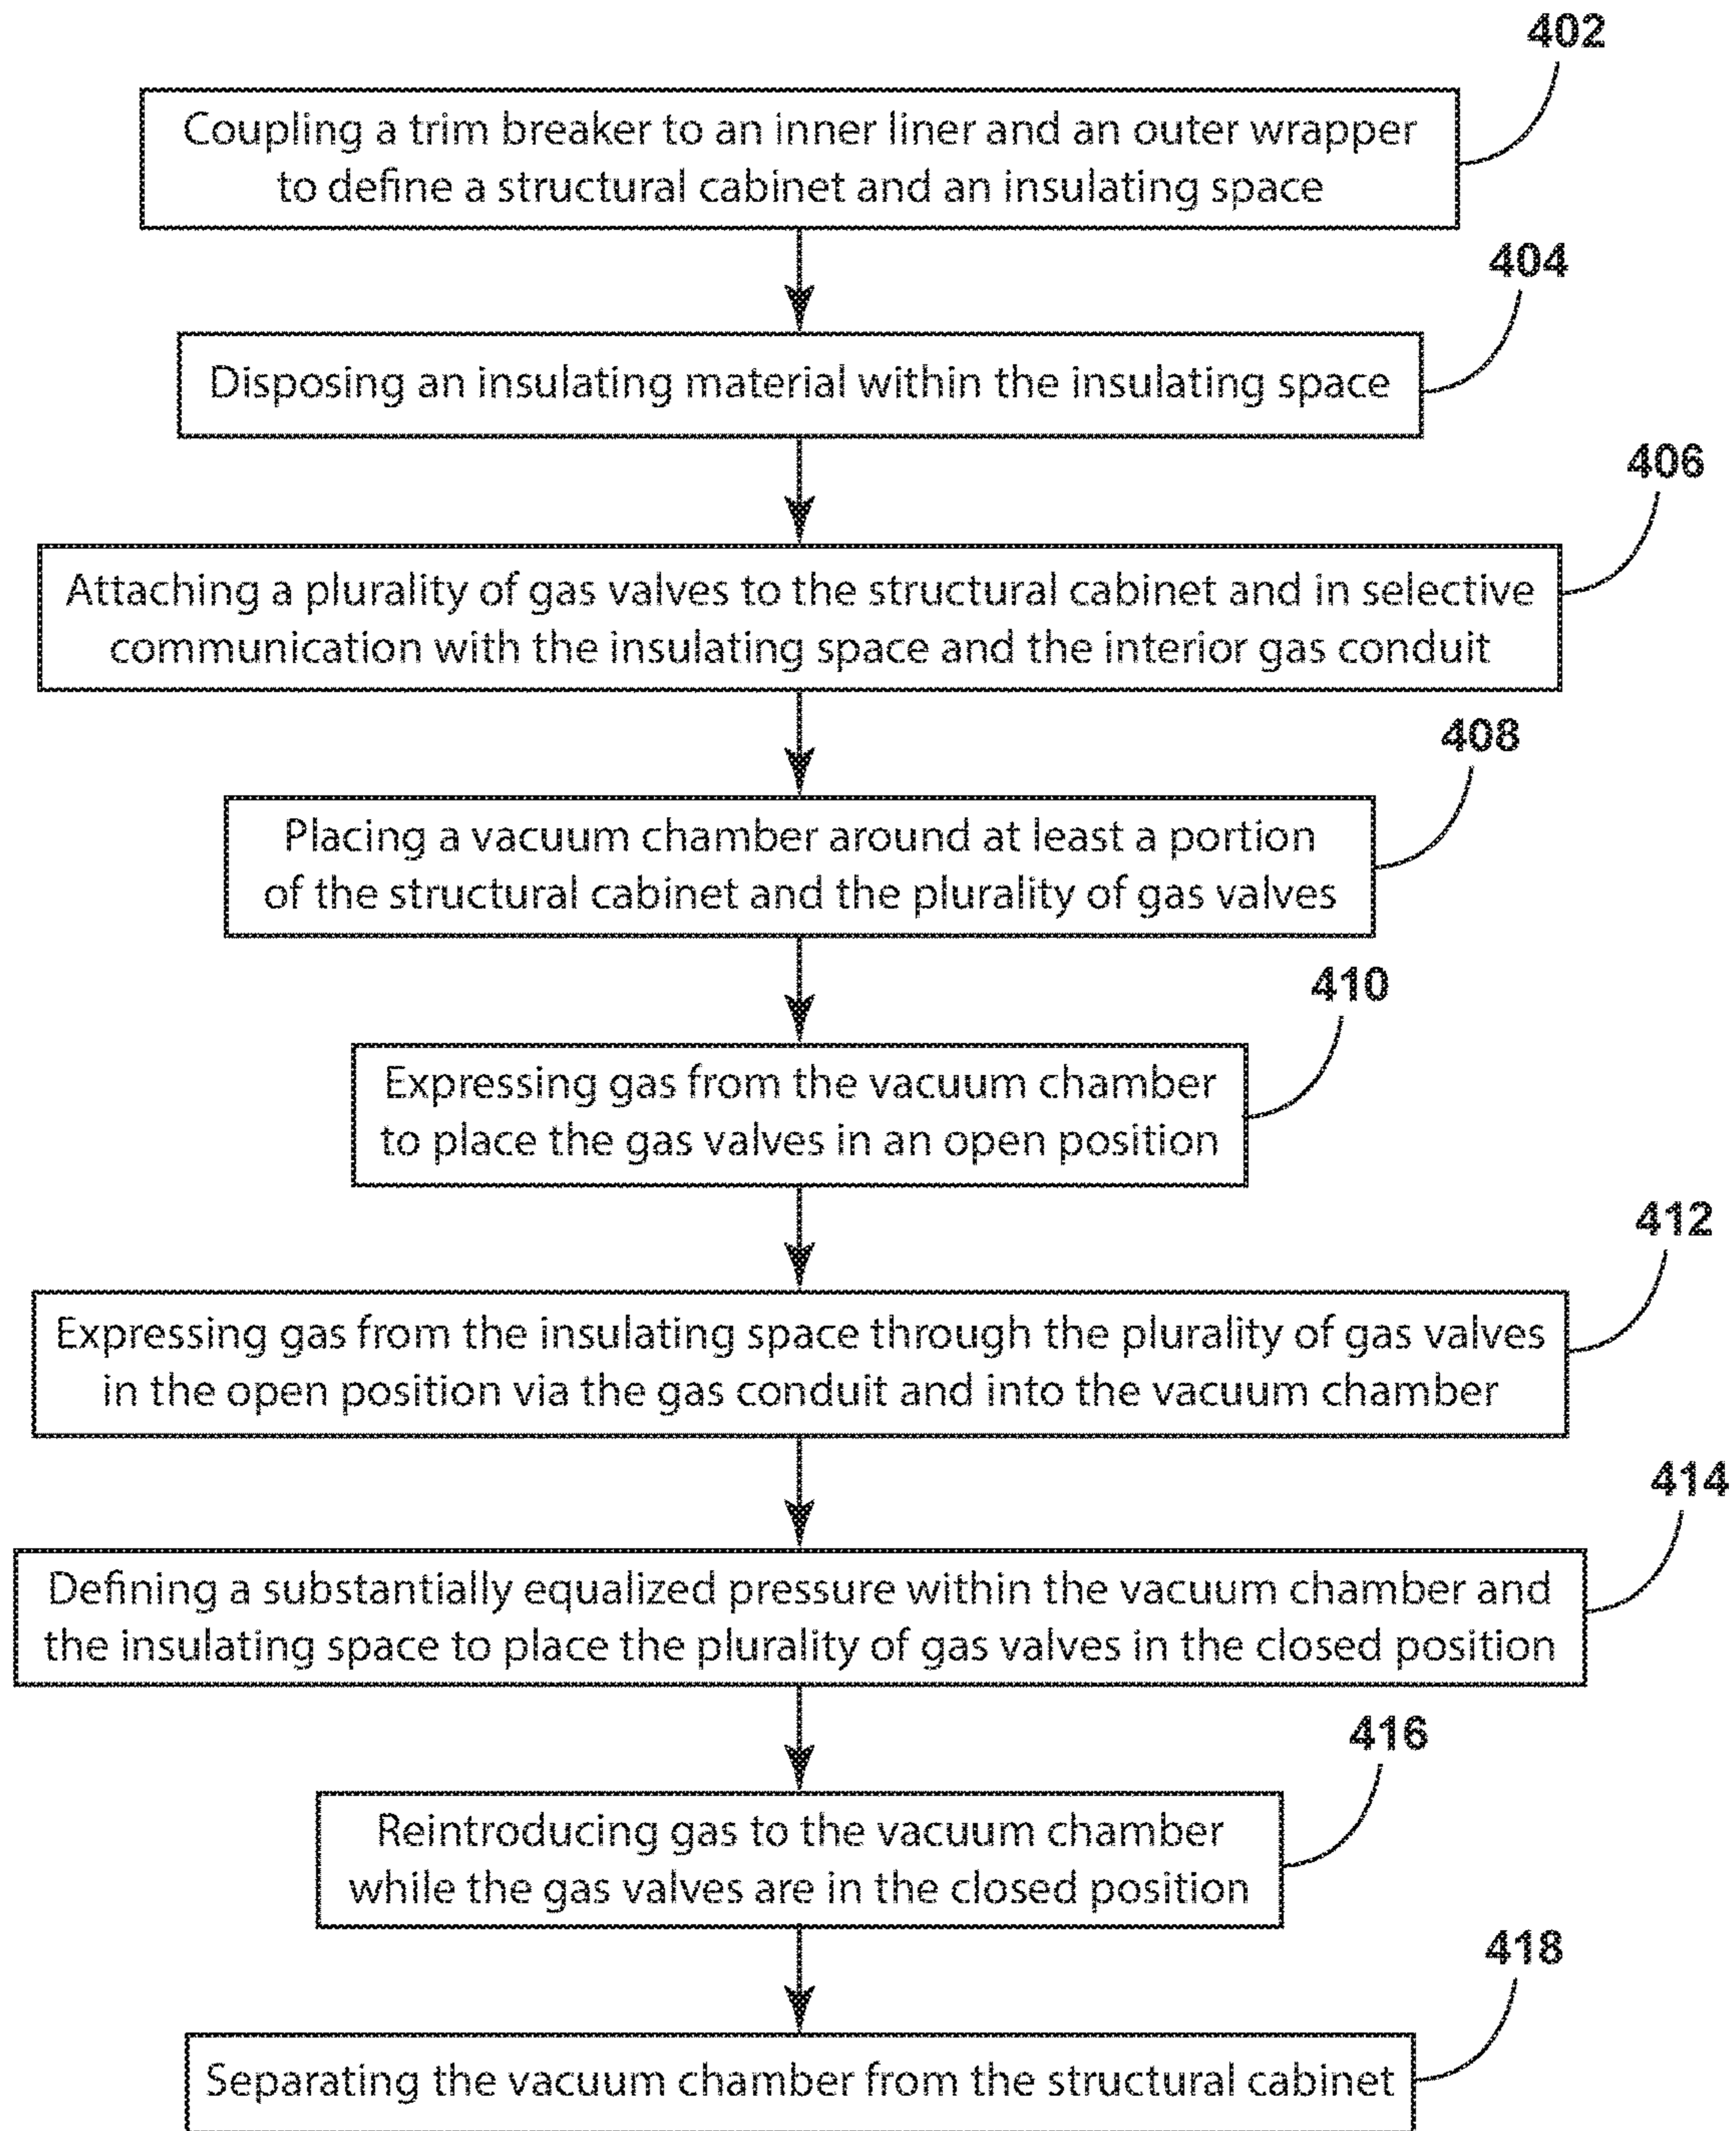 402
Coupling a trim breaker to an inner liner and an outer wrapper
to define a structural cabinet and an insulating space
404
Disposing an insulating material within the insulating space
406
Attaching a plurality of gas valves to the structural cabinet and in selective
communication with the insulating space and the interior gas conduit
408
Placing a vacuum chamber around at least a portion
of the structural cabinet and the plurality of gas valves
410
Expressing gas from the vacuum chamber
to place the gas valves in an open position
412
Expressing gas from the insulating space through the plurality of gas valves
in the open position via the gas conduit and into the vacuum chamber
414
Defining a substantially equalized pressure within the vacuum chamber and
the insulating space to place the plurality of gas valves in the closed position
416
Reintroducing gas to the vacuum chamber
while the gas valves are in the closed position
418
Separating the vacuum chamber from the structural cabinet